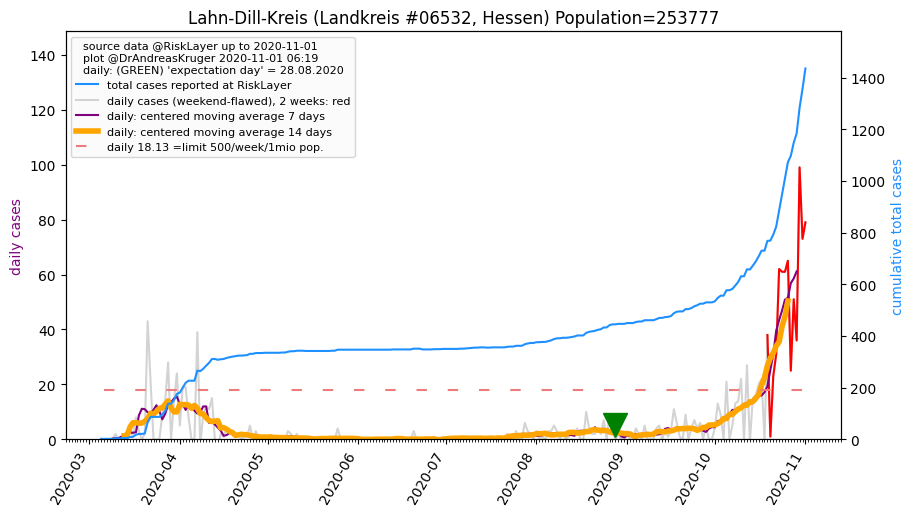 Lahn-Dill-Kreis (Landkreis #06532, Hessen) Population=253777
source data @RiskLayer up to 2020-11-01
plot @DrAndreasKruger 2020-11-01 06:19
daily: (GREEN) 'expectation day' = 28.08.2020
total cases reported at RiskLayer
daily cases (weekend-flawed), 2 weeks: red
daily: centered moving average 7 days
daily: centered moving average 14 days
daily 18.13 =limit 500/week/1mio pop.
daily cases
140
120
100
80
60
40
20
0
cumulative total cases
1400
1200
1000
800
600
400
200
0
2020-03
2020-04
2020-05
2020-06
2020-07
2020-08
2020-09
2020-10
2020-11